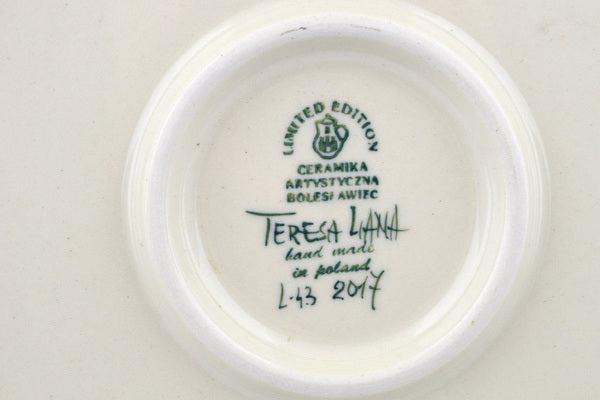 LIMITED EDITION
CERAMIKA
ARTYSTYCZNA
BOLESŁAWIEC
TERESA LIANA
hand made
in poland
L-43 2017